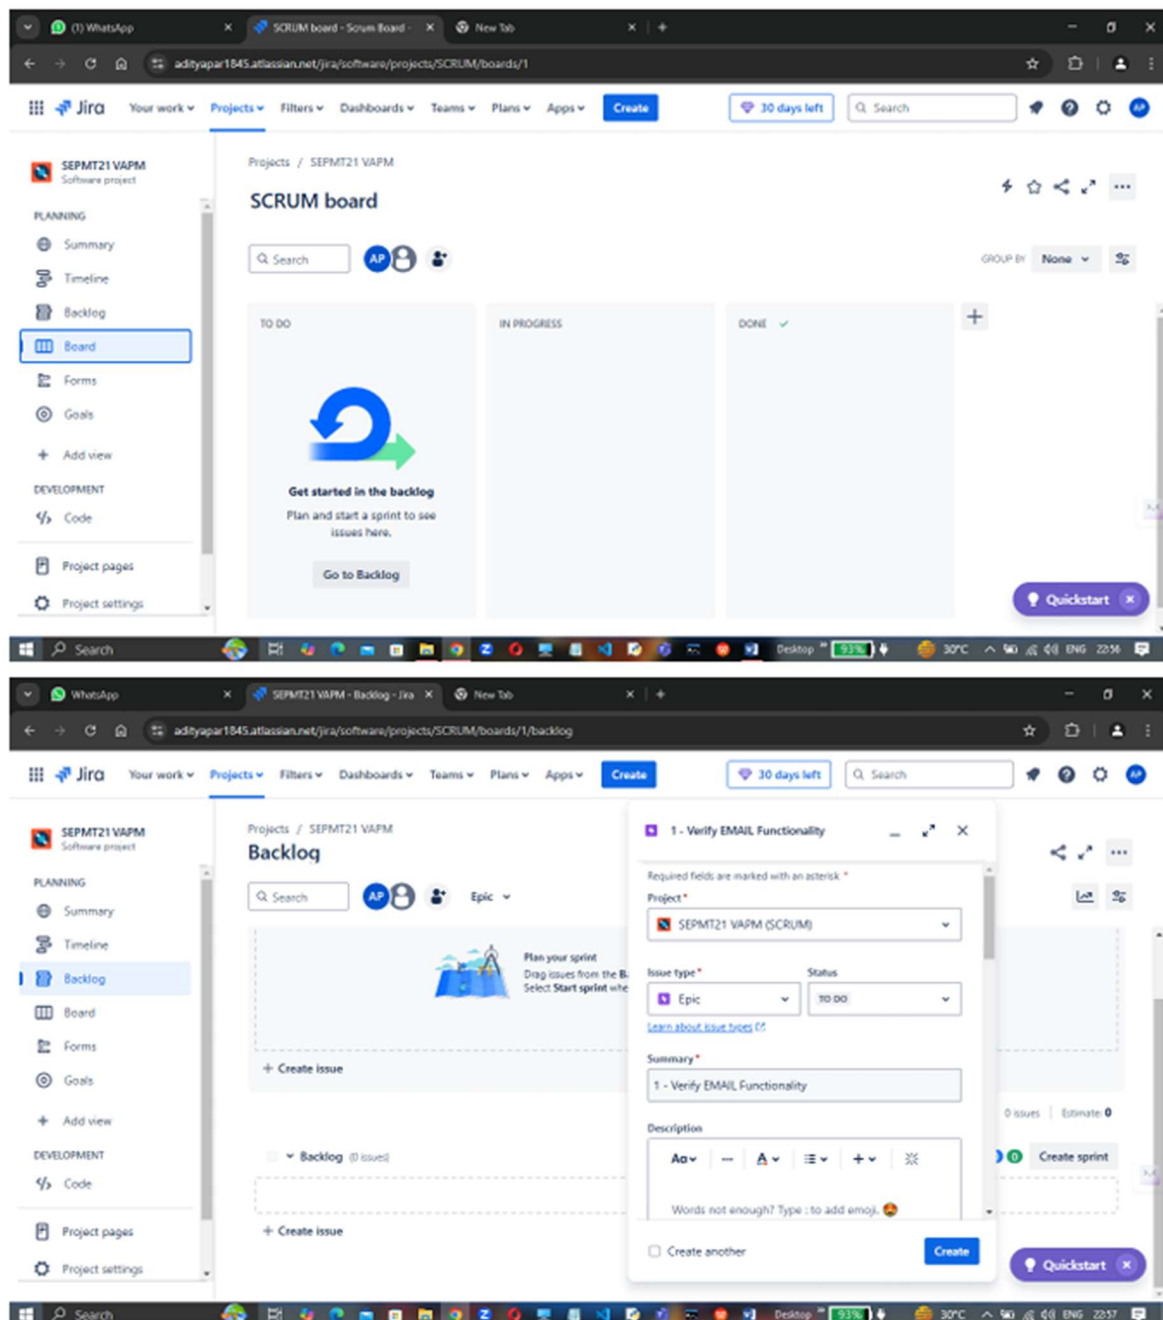 (1) WhatsApp
SCRUM board - Scrum Board -
New Tab
adityapar1845.atlassian.net/jira/software/projects/SCRUM/boards/1
Jira Your work Projects Filters Dashboards Teams Plans Apps Create 30 days left Search AP
SEPMT21 VAPM
Software project
PLANNING
Summary
Timeline
Backlog
Board
Forms
Goals
Add view
DEVELOPMENT
Code
Project pages
Project settings
Projects / SEPMT21 VAPM
SCRUM board
Search AP GROUP BY None
TO DO IN PROGRESS DONE
Get started in the backlog
Plan and start a sprint to see
issues here.
Go to Backlog
Quickstart
Search Desktop 93% 30°C ENG 22:56
WhatsApp
SEPMT21 VAPM - Backlog - Jira
New Tab
adityapar1845.atlassian.net/jira/software/projects/SCRUM/boards/1/backlog
Jira Your work Projects Filters Dashboards Teams Plans Apps Create 30 days left Search AP
SEPMT21 VAPM
Software project
PLANNING
Summary
Timeline
Backlog
Board
Forms
Goals
Add view
DEVELOPMENT
Code
Project pages
Project settings
Projects / SEPMT21 VAPM
Backlog
Search AP Epic
Plan your sprint
Drag issues from the B
Select Start sprint whe
+ Create issue
Backlog (0 issues)
+ Create issue
1 - Verify EMAIL Functionality
Required fields are marked with an asterisk *
Project *
SEPMT21 VAPM (SCRUM)
Issue type * Status
Epic TO DO
Learn about issue types
Summary *
1 - Verify EMAIL Functionality
Description
Aa A
Words not enough? Type : to add emoji.
Create another Create
0 issues Estimate: 0
0 Create sprint
Quickstart
Search Desktop 93% 30°C ENG 22:57